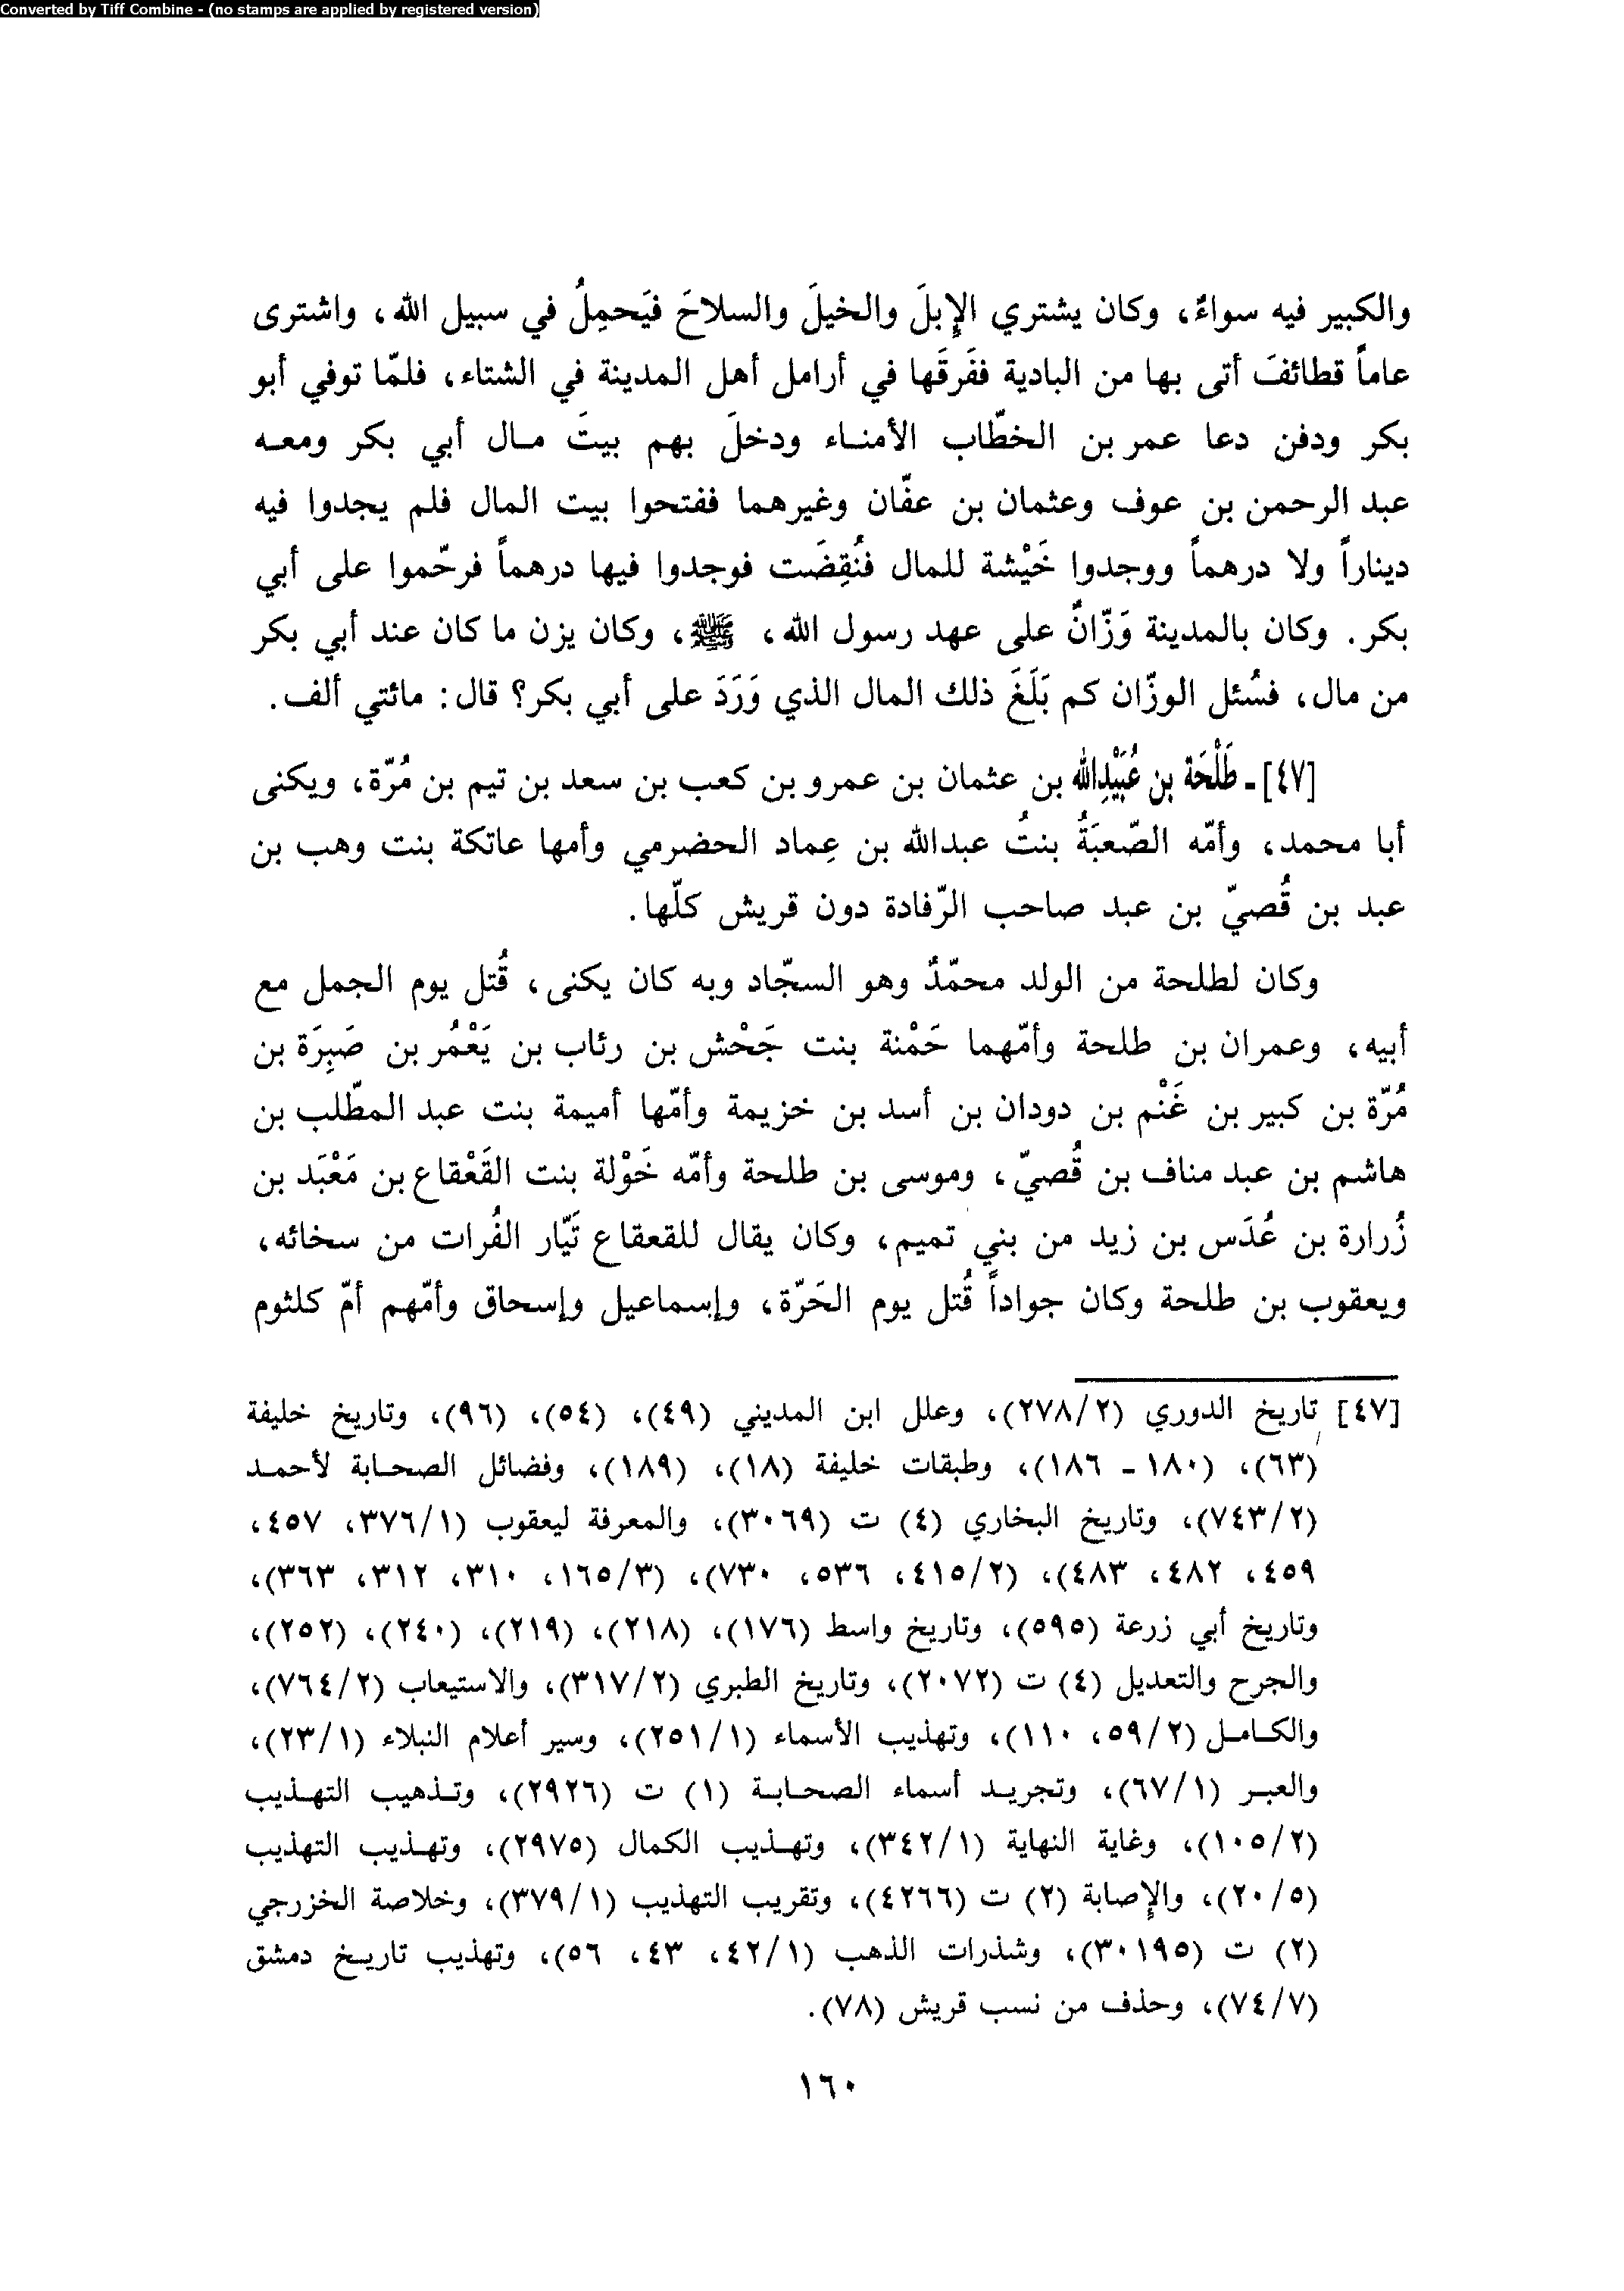 Converted by Tiff Combine - (no stamps are applied by registered version)
والكبير فيه سواءٌ، وكان يشتري الإِبلَ والخيلَ والسلاحَ فيَحمِلُ في سبيل الله، واشترى
عاماً قطائفَ أتى بها من البادية ففَرقَها في أرامل أهل المدينة في الشتاء، فلمّا توفي أبو
بكر ودفن دعا عمر بن الخطّاب الأمناء ودخلَ بهم بيتَ مال أبي بكر ومعه
عبد الرحمن بن عوف وعثمان بن عفّان وغيرهما ففتحوا بيت المال فلم يجدوا فيه
ديناراً ولا درهماً ووجدوا خَيْشة للمال فنُقِضَت فوجدوا فيها درهماً فرحّموا على أبي
بكر. وكان بالمدينة وَزّانٌ على عهد رسول الله، ﷺ، وكان يزن ما كان عند أبي بكر
من مال، فسُئل الوزّان كم بَلَغَ ذلك المال الذي وَرَدَ على أبي بكر؟ قال: مائتي ألف.
[٤٧] - طَلْحَة بن عُبَيْدِالله بن عثمان بن عمرو بن كعب بن سعد بن تيم بن مُرّة، ويكنى
أبا محمد، وأمّه الصّعبَةُ بنتُ عبدالله بن عِماد الحضرمي وأمها عاتكة بنت وهب بن
عبد بن قُصيّ بن عبد صاحب الرّفادة دون قريش كلّها.
وكان لطلحة من الولد محمّدٌ وهو السجّاد وبه كان يكنى، قُتل يوم الجمل مع
أبيه، وعمران بن طلحة وأمّهما حَمْنة بنت جَحْش بن رئاب بن يَعْمُر بن صَبِرَة بن
مُرّة بن كبير بن غَنْم بن دودان بن أسد بن خزيمة وأمّها أميمة بنت عبد المطّلب بن
هاشم بن عبد مناف بن قُصيّ، وموسى بن طلحة وأمّه خَوْلة بنت القَعْقاع بن مَعْبَد بن
زُرارة بن عُدَس بن زيد من بني تميم، وكان يقال للقعقاع تَيّار الفُرات من سخائه،
ويعقوب بن طلحة وكان جواداً قُتل يوم الحَرّة، وإسماعيل وإسحاق وأمّهم أمّ كلثوم
[٤٧] تاريخ الدوري (٢/ ٢٧٨)، وعلل ابن المديني (٤٩)، (٥٤)، (٩٦)، وتاريخ خليفة
(٦٣)، (١٨٠ - ١٨٦)، وطبقات خليفة (١٨)، (١٨٩)، وفضائل الصحابة لأحمد
(٢/ ٧٤٣)، وتاريخ البخاري (٤) ت (٣٠٦٩)، والمعرفة ليعقوب (١/ ٣٧٦، ٤٥٧،
٤٥٩، ٤٨٢، ٤٨٣)، (٢/ ٤١٥، ٥٣٦، ٧٣٠)، (٣/ ١٦٥، ٣١٠، ٣١٢، ٣٦٣)،
وتاريخ أبي زرعة (٥٩٥)، وتاريخ واسط (١٧٦)، (٢١٨)، (٢١٩)، (٢٤٠)، (٢٥٢)،
والجرح والتعديل (٤) ت (٢٠٧٢)، وتاريخ الطبري (٢/ ٣١٧)، والاستيعاب (٢/ ٧٦٤)،
والكامل (٢/ ٥٩، ١١٠)، وتهذيب الأسماء (١/ ٢٥١)، وسير أعلام النبلاء (١/ ٢٣)،
والعبر (١/ ٦٧)، وتجريد أسماء الصحابة (١) ت (٢٩٢٦)، وتذهيب التهذيب
(٢/ ١٠٥)، وغاية النهاية (١/ ٣٤٢)، وتهذيب الكمال (٢٩٧٥)، وتهذيب التهذيب
(٥/ ٢٠)، والإصابة (٢) ت (٤٢٦٦)، وتقريب التهذيب (١/ ٣٧٩)، وخلاصة الخزرجي
(٢) ت (٣٠١٩٥)، وشذرات الذهب (١/ ٤٢، ٤٣، ٥٦)، وتهذيب تاريخ دمشق
(٧/ ٧٤)، وحذف من نسب قريش (٧٨).
١٦٠